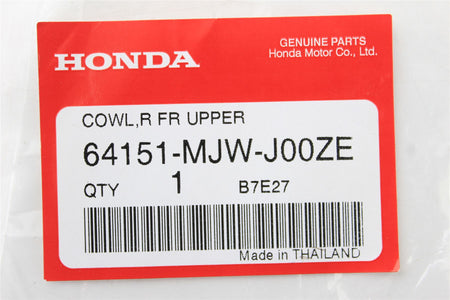 HONDA
GENUINE PARTS
Honda Motor Co., Ltd.
COWL,R FR UPPER
64151-MJW-J00ZE
QTY 1 B7E27
Made in THAILAND